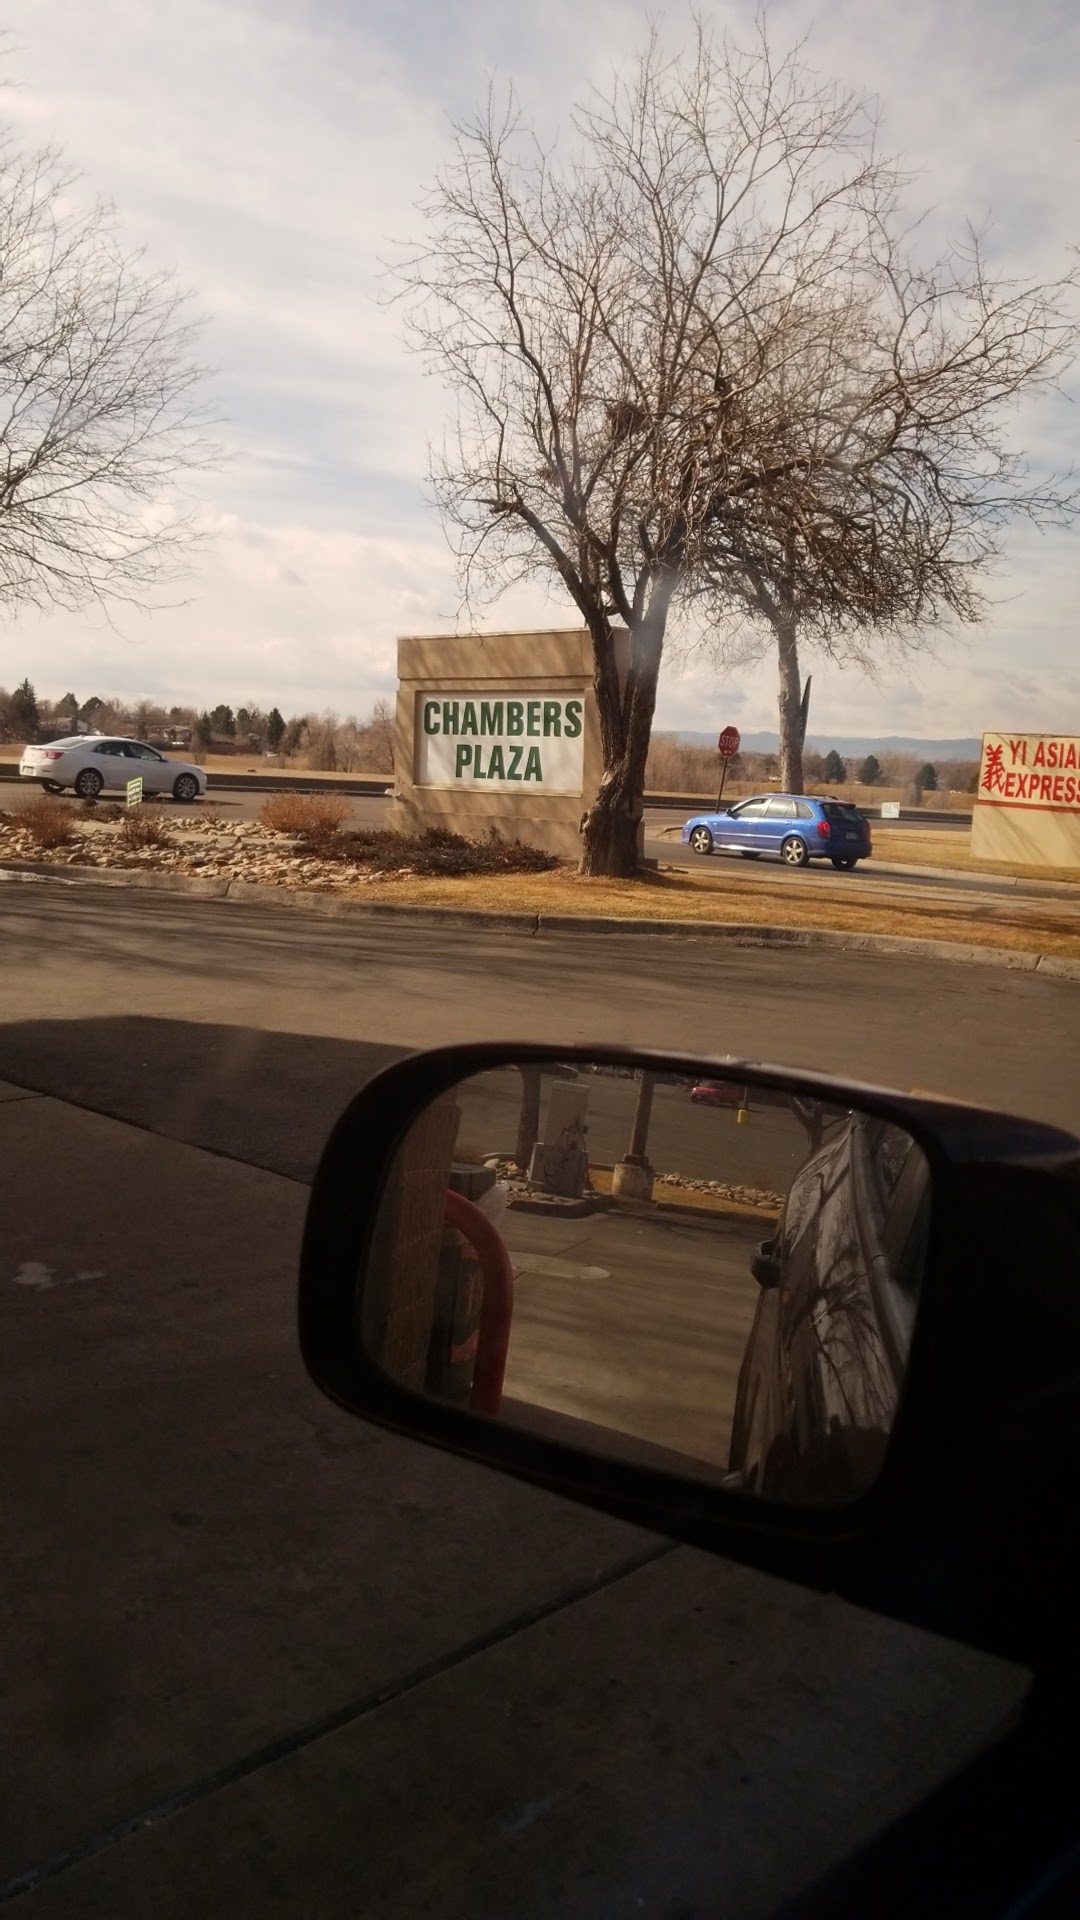 CHAMBERS
PLAZA
STOP
義 YI ASIA
EXPRESS